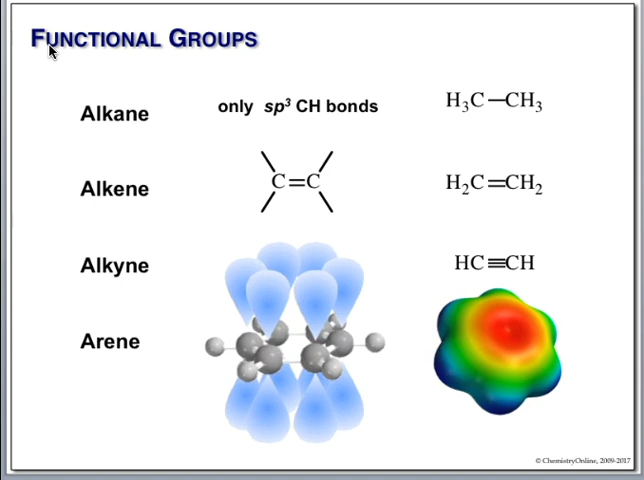 FUNCTIONAL GROUPS
Alkane only sp³ CH bonds H₃C—CH₃
Alkene C=C H₂C=CH₂
Alkyne HC≡CH
Arene
© ChemistryOnline, 2009-2017